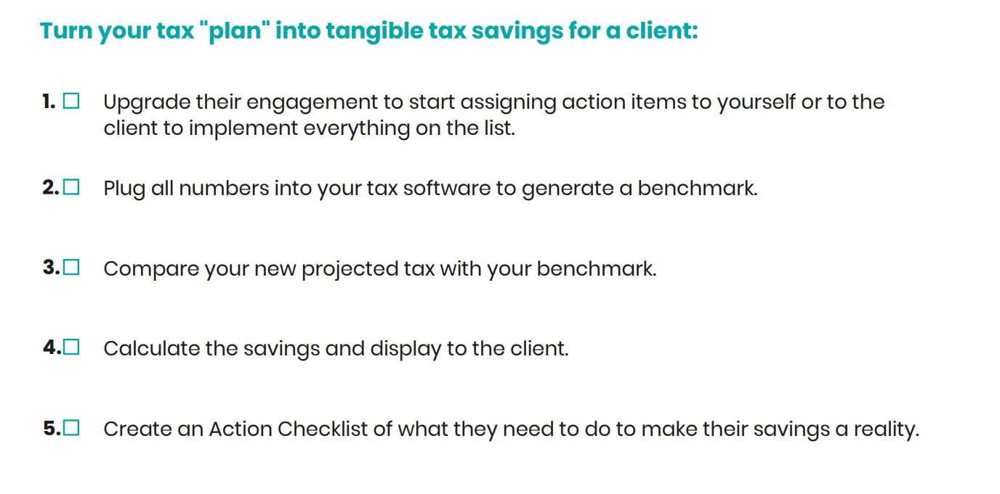 Turn your tax "plan" into tangible tax savings for a client:
1. Upgrade their engagement to start assigning action items to yourself or to the
client to implement everything on the list.
2. Plug all numbers into your tax software to generate a benchmark.
3. Compare your new projected tax with your benchmark.
4. Calculate the savings and display to the client.
5. Create an Action Checklist of what they need to do to make their savings a reality.